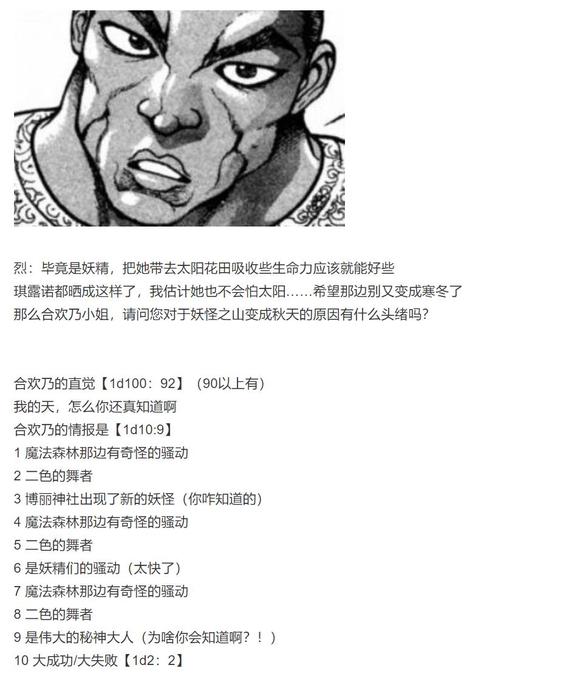 烈：毕竟是妖精，把她带去太阳花田吸收些生命力应该就能好些
琪露诺都晒成这样了，我估计她也不会怕太阳……希望那边别又变成寒冬了
那么合欢乃小姐，请问您对于妖怪之山变成秋天的原因有什么头绪吗？
合欢乃的直觉【1d100：92】（90以上有）
我的天，怎么你还真知道啊
合欢乃的情报是【1d10:9】
1 魔法森林那边有奇怪的骚动
2 二色的舞者
3 博丽神社出现了新的妖怪（你咋知道的）
4 魔法森林那边有奇怪的骚动
5 二色的舞者
6 是妖精们的骚动（太快了）
7 魔法森林那边有奇怪的骚动
8 二色的舞者
9 是伟大的秘神大人（为啥你会知道啊？！）
10 大成功/大失败【1d2：2】